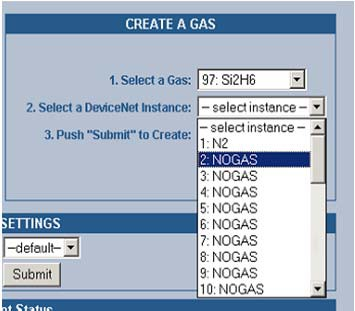 CREATE A GAS
1. Select a Gas: 97: Si2H6
2. Select a DeviceNet Instance: – select instance –
3. Push "Submit" to Create:
– select instance –
1: N2
2: NOGAS
3: NOGAS
4: NOGAS
5: NOGAS
6: NOGAS
7: NOGAS
8: NOGAS
9: NOGAS
10: NOGAS
SETTINGS
–default–
Submit
Status